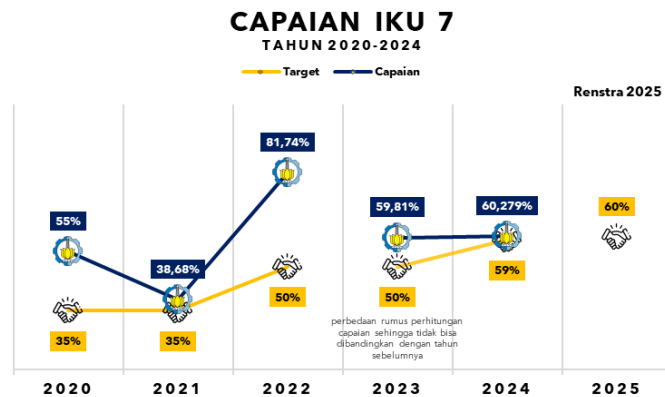 CAPAIAN IKU 7
TAHUN 2020-2024
Target Capaian
Renstra 2025
81,74%
55%
59,81%
60,279%
60%
38,68%
59%
50%
50%
35%
35%
perbedaan rumus perhitungan
capaian sehingga tidak bisa
dibandingkan dengan tahun
sebelumnya
2020 2021 2022 2023 2024 2025